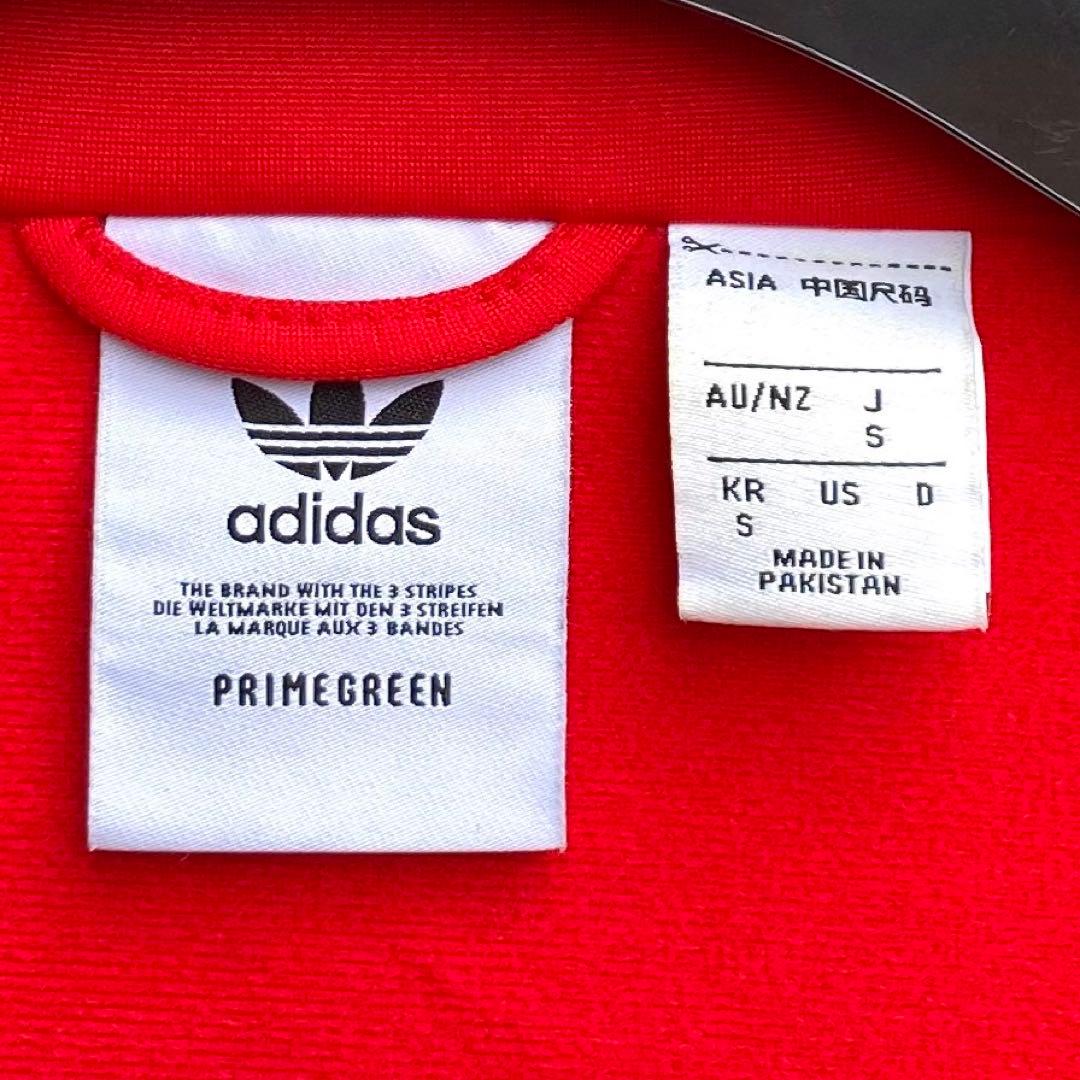 adidas
THE BRAND WITH THE 3 STRIPES
DIE WELTMARKE MIT DEN 3 STREIFEN
LA MARQUE AUX 3 BANDES
PRIMEGREEN
ASIA 中国尺码
AU/NZ J
S
KR US D
S
MADE IN
PAKISTAN